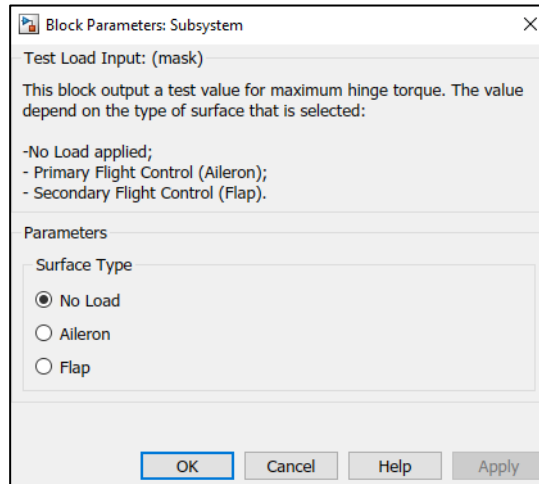 Block Parameters: Subsystem
Test Load Input: (mask)
This block output a test value for maximum hinge torque. The value
depend on the type of surface that is selected:
-No Load applied;
- Primary Flight Control (Aileron);
- Secondary Flight Control (Flap).
Parameters
Surface Type
No Load
Aileron
Flap
OK Cancel Help Apply